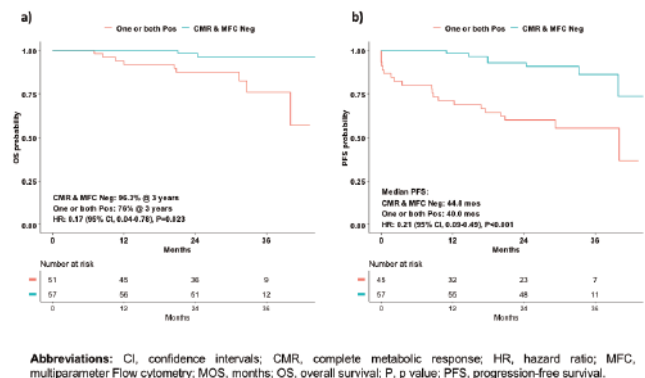 a)
One or both Pos CMR & MFC Neg
1.00
0.75
0.50
0.25
0.00
OS probability
CMR & MFC Neg: 96.3% @ 3 years
One or both Pos: 76% @ 3 years
HR: 0.17 (95% CI, 0.04-0.78), P=0.023
0 12 24 36
Months
Number at risk
51 45 36 9
57 56 51 12
0 12 24 36
Months
b)
One or both Pos CMR & MFC Neg
1.00
0.75
0.50
0.25
0.00
PFS probability
Median PFS:
CMR & MFC Neg: 44.0 mos
One or both Pos: 40.0 mos
HR: 0.21 (95% CI, 0.09-0.49), P<0.001
0 12 24 36
Months
Number at risk
32 23 7
57 55 48 11
0 12 24 36
Months
Abbreviations: CI, confidence intervals; CMR, complete metabolic response; HR, hazard ratio; MFC,
multiparameter Flow cytometry; MOS, months; OS, overall survival; P, p value; PFS, progression-free survival.